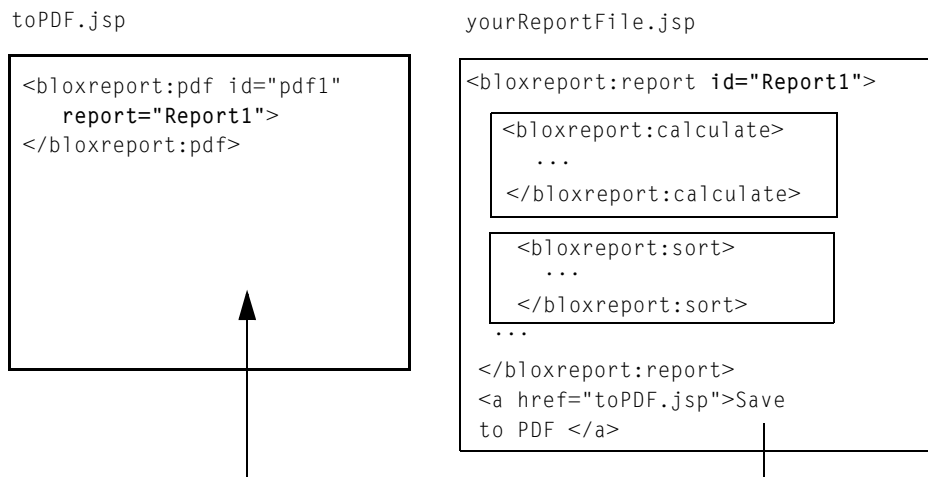 toPDF.jsp
<bloxreport:pdf id="pdf1"
report="Report1">
</bloxreport:pdf>
yourReportFile.jsp
<bloxreport:report id="Report1">
<bloxreport:calculate>
...
</bloxreport:calculate>
<bloxreport:sort>
...
</bloxreport:sort>
...
</bloxreport:report>
<a href="toPDF.jsp">Save
to PDF </a>